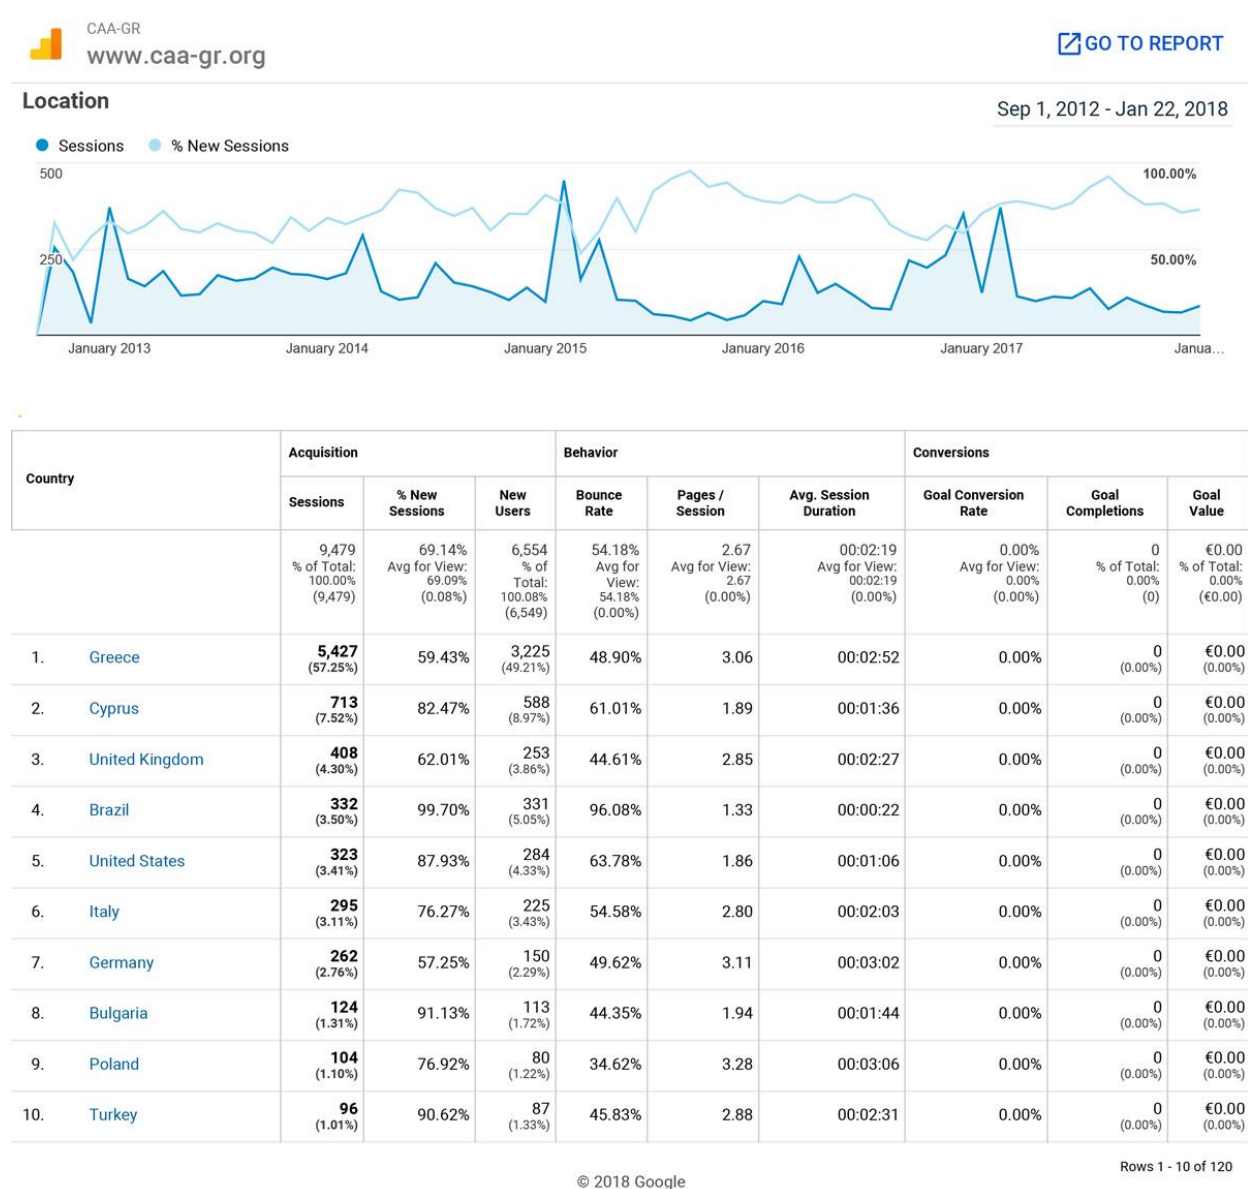 CAA-GR
www.caa-gr.org
GO TO REPORT
Location
Sep 1, 2012 - Jan 22, 2018
Sessions % New Sessions
500 100.00%
250 50.00%
January 2013 January 2014 January 2015 January 2016 January 2017 Janua...
Country Acquisition Behavior Conversions
Sessions % New Sessions New Users Bounce Rate Pages / Session Avg. Session Duration Goal Conversion Rate Goal Completions Goal Value
9,479 % of Total: 100.00% (9,479) 69.14% Avg for View: 69.09% (0.08%) 6,554 % of Total: 100.08% (6,549) 54.18% Avg for View: 54.18% (0.00%) 2.67 Avg for View: 2.67 (0.00%) 00:02:19 Avg for View: 00:02:19 (0.00%) 0.00% Avg for View: 0.00% (0.00%) 0 % of Total: 0.00% (0) €0.00 % of Total: 0.00% (€0.00)
1. Greece 5,427 (57.25%) 59.43% 3,225 (49.21%) 48.90% 3.06 00:02:52 0.00% 0 (0.00%) €0.00 (0.00%)
2. Cyprus 713 (7.52%) 82.47% 588 (8.97%) 61.01% 1.89 00:01:36 0.00% 0 (0.00%) €0.00 (0.00%)
3. United Kingdom 408 (4.30%) 62.01% 253 (3.86%) 44.61% 2.85 00:02:27 0.00% 0 (0.00%) €0.00 (0.00%)
4. Brazil 332 (3.50%) 99.70% 331 (5.05%) 96.08% 1.33 00:00:22 0.00% 0 (0.00%) €0.00 (0.00%)
5. United States 323 (3.41%) 87.93% 284 (4.33%) 63.78% 1.86 00:01:06 0.00% 0 (0.00%) €0.00 (0.00%)
6. Italy 295 (3.11%) 76.27% 225 (3.43%) 54.58% 2.80 00:02:03 0.00% 0 (0.00%) €0.00 (0.00%)
7. Germany 262 (2.76%) 57.25% 150 (2.29%) 49.62% 3.11 00:03:02 0.00% 0 (0.00%) €0.00 (0.00%)
8. Bulgaria 124 (1.31%) 91.13% 113 (1.72%) 44.35% 1.94 00:01:44 0.00% 0 (0.00%) €0.00 (0.00%)
9. Poland 104 (1.10%) 76.92% 80 (1.22%) 34.62% 3.28 00:03:06 0.00% 0 (0.00%) €0.00 (0.00%)
10. Turkey 96 (1.01%) 90.62% 87 (1.33%) 45.83% 2.88 00:02:31 0.00% 0 (0.00%) €0.00 (0.00%)
Rows 1 - 10 of 120
© 2018 Google